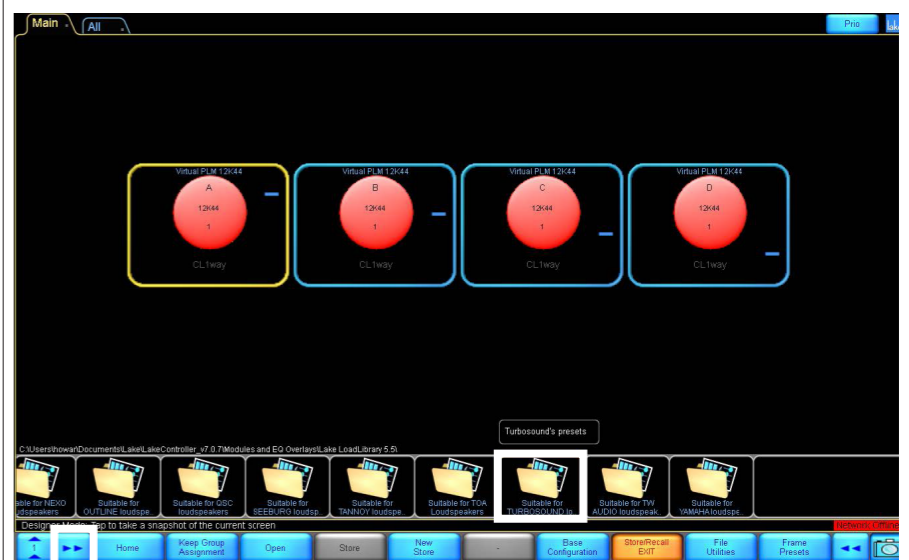 Main
All
Prio
lake
Virtual PLM 12K44
A
12K44
1
CL1way
Virtual PLM 12K44
B
12K44
1
CL1way
Virtual PLM 12K44
C
12K44
1
CL1way
Virtual PLM 12K44
D
12K44
1
CL1way
Turbosound's presets
C:\Users\howar\Documents\Lake\LakeController_v7.0.7\Modules and EQ Overlays\Lake LoadLibrary 5.5\
able for NEXO
udspeakers
Suitable for
OUTLINE loudspe..
Suitable for QSC
loudspeakers
Suitable for
SEEBURG loudsp..
Suitable for
TANNOY loudspe..
Suitable for TOA
Loudspeakers
Suitable for
TURBOSOUND lo..
Suitable for TW
AUDIO loudspeak..
Suitable for
YAMAHA loudspe..
Designer Mode: Tap to take a snapshot of the current screen
Network Offline
1
Home
Keep Group
Assignment
Open
Store
New
Store
-
Base
Configuration
Store/Recall
EXIT
File
Utilities
Frame
Presets